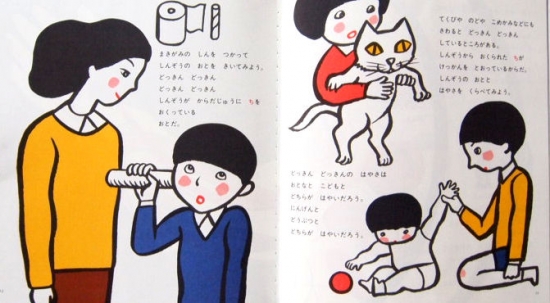 まきがみの しんを つかって
しんぞうの おとを きいてみよう。
どっきん どっきん
どっきん どっきん
しんぞうが からだじゅうに ちを
おくっている
おとだ。
てくびや のどや こめかみなどにも
さわると どっきん どっきん
しているところがある。
しんぞうから おくられた ちが
けっかんを とおっているからだ。
しんぞうの おとと
はやさを くらべてみよう。
どっきん どっきんの はやさは
おとなと こどもと
どちらが はやいだろう。
にんげんと
どうぶつと
どちらが はやいだろう。